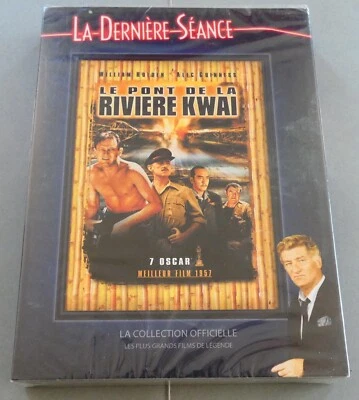 LA DERNIÈRE SÉANCE
WILLIAM HOLDEN ALEC GUINNESS
LE PONT DE LA
RIVIERE KWAI
7 OSCAR
MEILLEUR FILM 1957
LA COLLECTION OFFICIELLE
LES PLUS GRANDS FILMS DE LÉGENDE